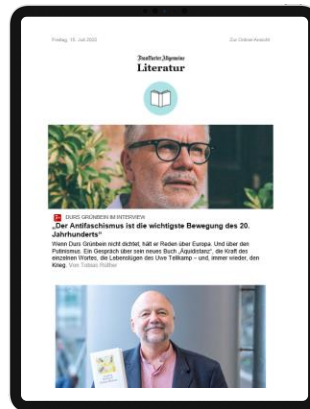 Freitag, 15. Juli 2022
Zur Online-Ansicht
Frankfurter Allgemeine
Literatur
DURS GRÜNBEIN IM INTERVIEW
„Der Antifaschismus ist die wichtigste Bewegung des 20.
Jahrhunderts“
Wenn Durs Grünbein nicht dichtet, hält er Reden über Europa. Und über den
Putinismus. Ein Gespräch über sein neues Buch „Äquidistanz“, die Kraft des
einzelnen Wortes, die Lebenslügen des Uwe Tellkamp – und, immer wieder, den
Krieg. Von Tobias Rüther